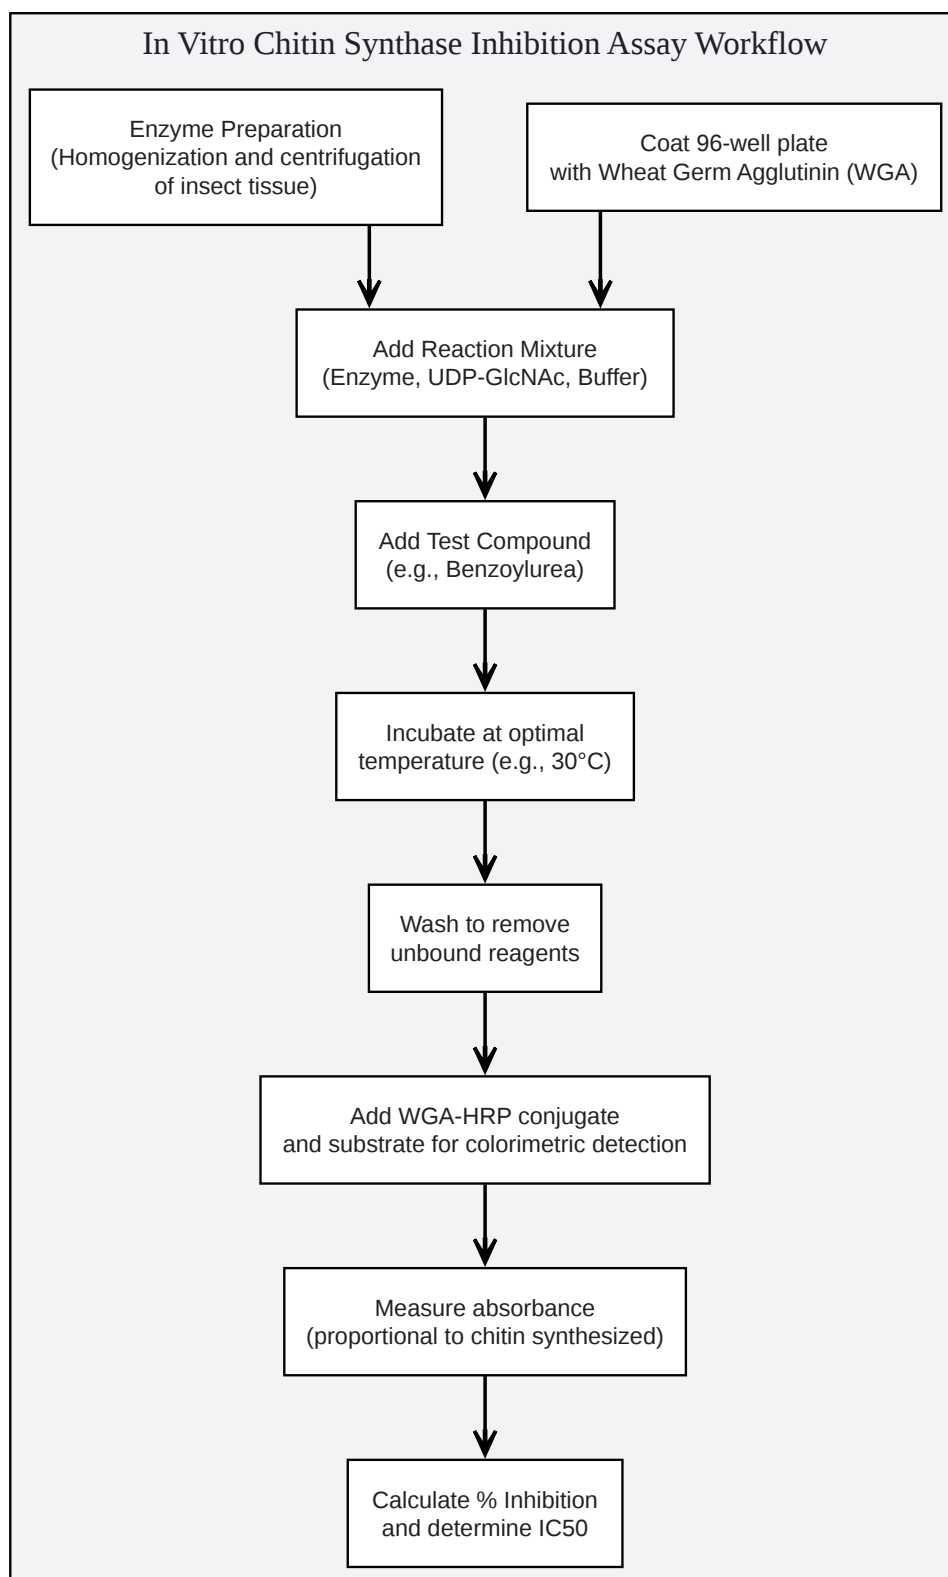 In Vitro Chitin Synthase Inhibition Assay Workflow
Enzyme Preparation
(Homogenization and centrifugation
of insect tissue)
Coat 96-well plate
with Wheat Germ Agglutinin (WGA)
Add Reaction Mixture
(Enzyme, UDP-GlcNAc, Buffer)
Add Test Compound
(e.g., Benzoylurea)
Incubate at optimal
temperature (e.g., 30°C)
Wash to remove
unbound reagents
Add WGA-HRP conjugate
and substrate for colorimetric detection
Measure absorbance
(proportional to chitin synthesized)
Calculate % Inhibition
and determine IC50